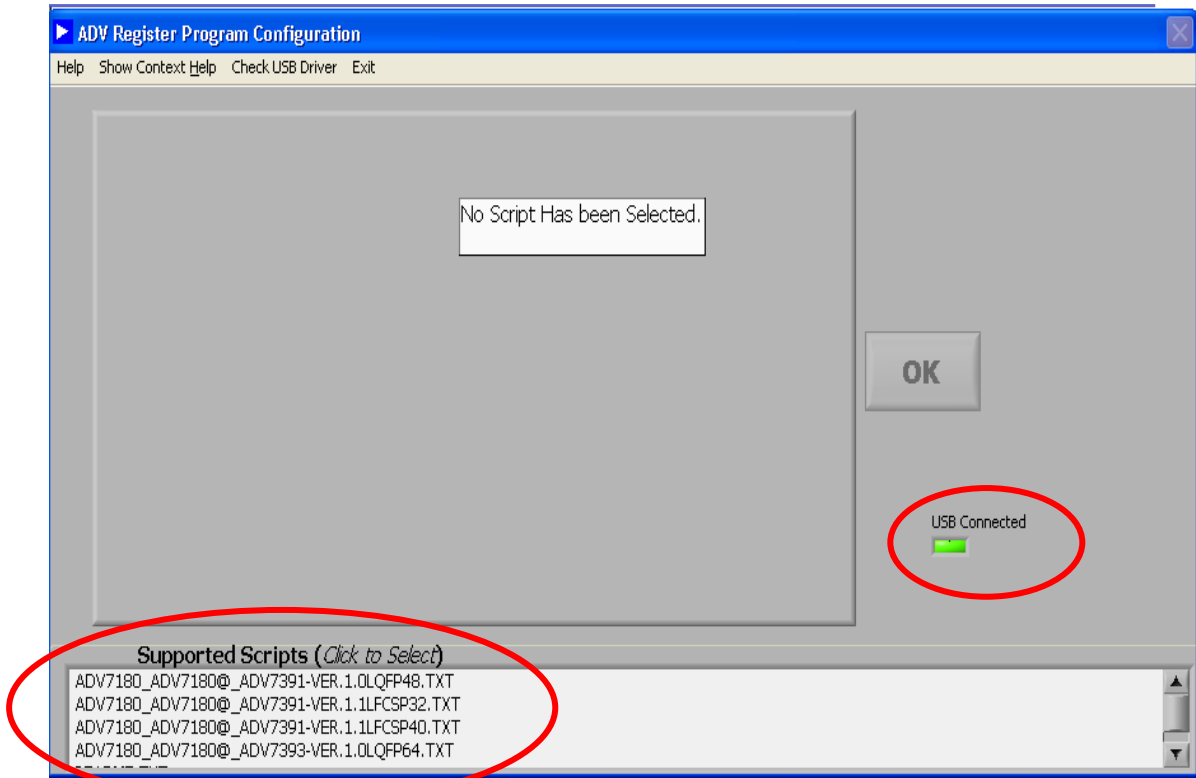 ADV Register Program Configuration
Help Show Context Help Check USB Driver Exit
No Script Has been Selected.
OK
USB Connected
Supported Scripts (Click to Select)
ADV7180_ADV7180@_ADV7391-VER.1.0LQFP48.TXT
ADV7180_ADV7180@_ADV7391-VER.1.1LFCSP32.TXT
ADV7180_ADV7180@_ADV7391-VER.1.1LFCSP40.TXT
ADV7180_ADV7180@_ADV7393-VER.1.0LQFP64.TXT